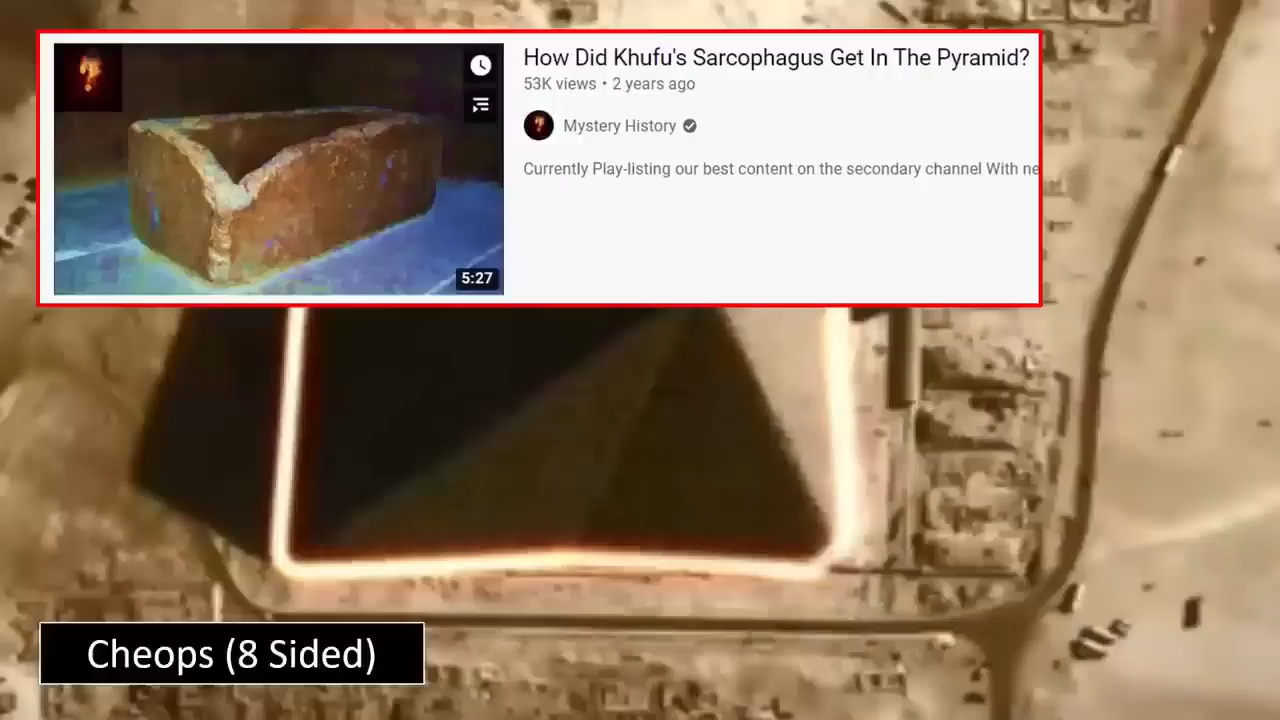 How Did Khufu's Sarcophagus Get In The Pyramid?
53K views • 2 years ago
Mystery History
Currently Play-listing our best content on the secondary channel With ne
5:27
Cheops (8 Sided)